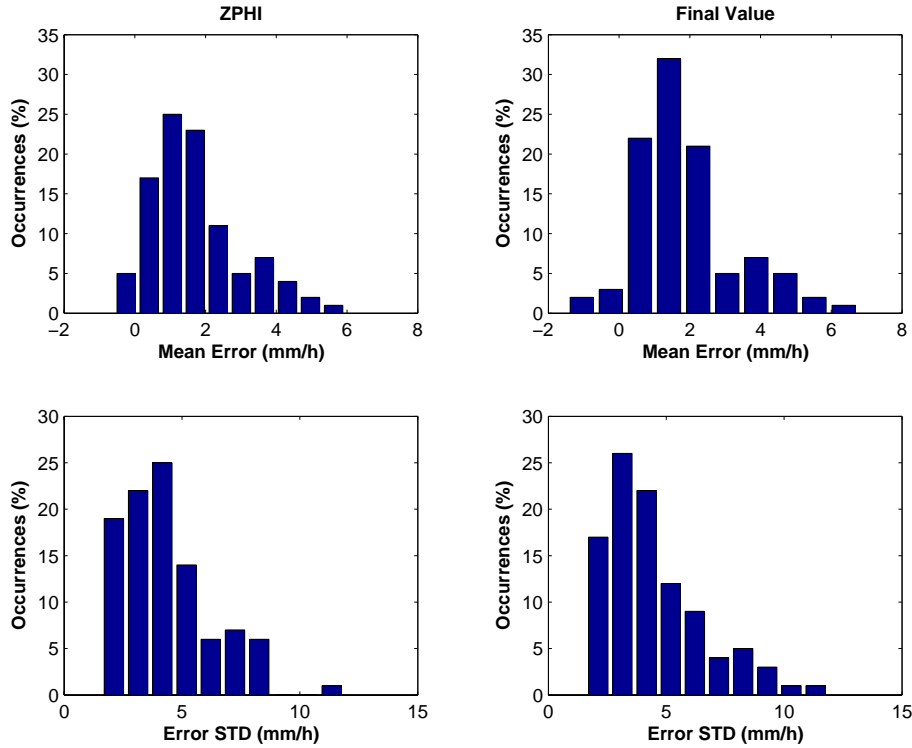 ZPHI
35
30
25
20
15
10
5
0
−2 0 2 4 6 8
Occurrences (%)
Mean Error (mm/h)
Final Value
35
30
25
20
15
10
5
0
−2 0 2 4 6 8
Occurrences (%)
Mean Error (mm/h)
30
25
20
15
10
5
0
0 5 10 15
Occurrences (%)
Error STD (mm/h)
30
25
20
15
10
5
0
0 5 10 15
Occurrences (%)
Error STD (mm/h)